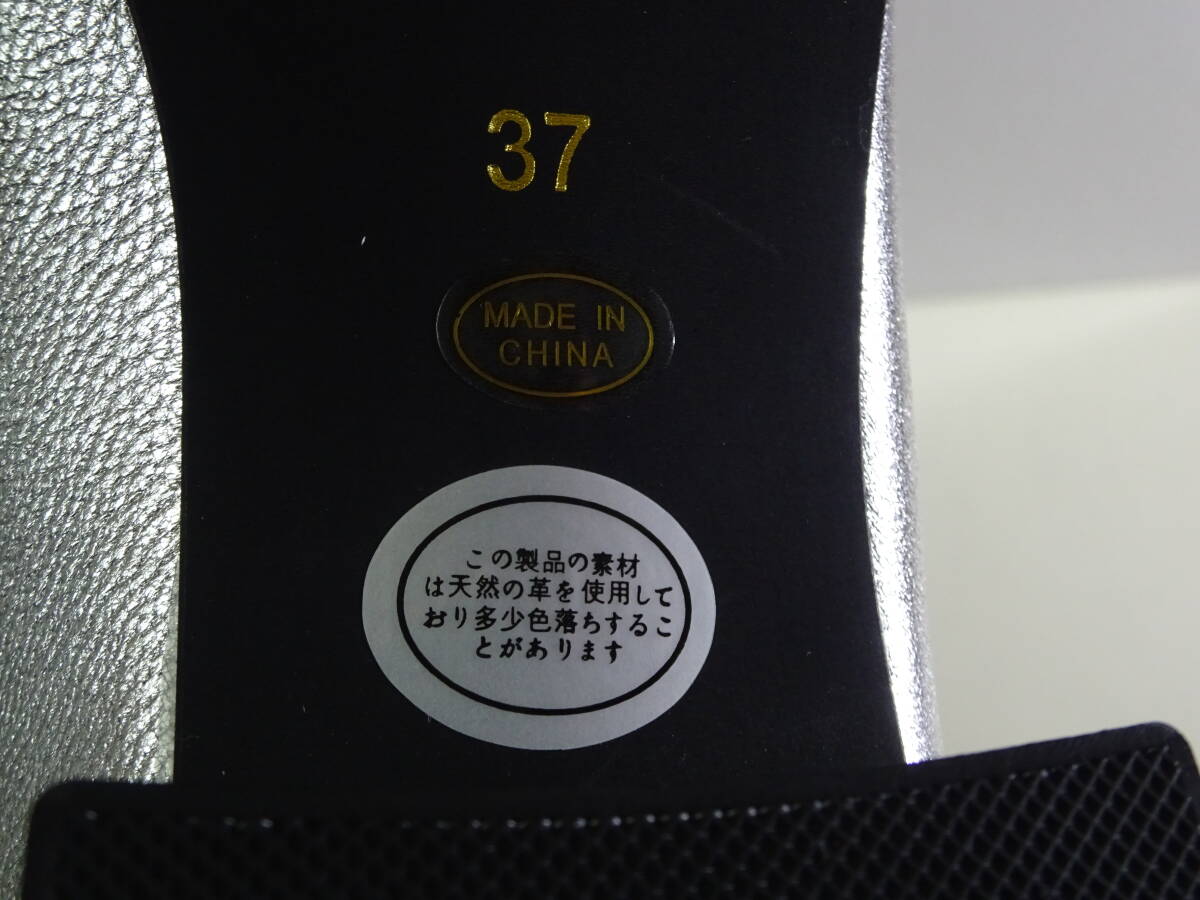 37
MADE IN
CHINA
この製品の素材
は天然の革を使用して
おり多少色落ちするこ
とがあります